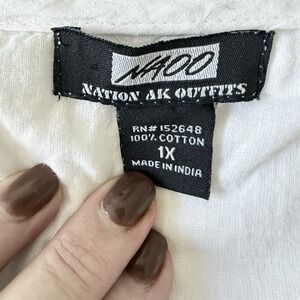 NAOO
NATION AK OUTFITS
RN# 152648
100% COTTON
1X
MADE IN INDIA